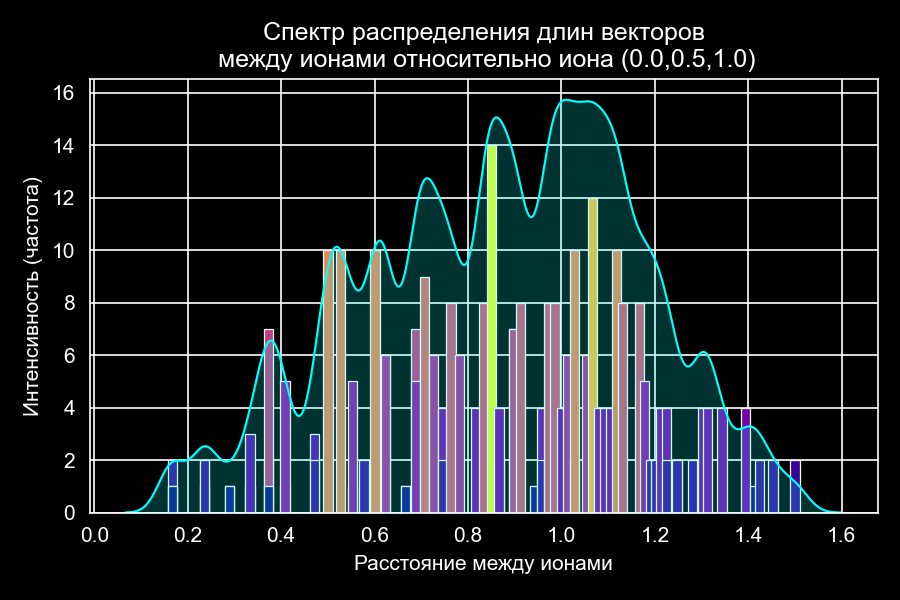 Спектр распределения длин векторов
между ионами относительно иона (0.0,0.5,1.0)
Интенсивность (частота)
16
14
12
10
8
6
4
2
0
0.0 0.2 0.4 0.6 0.8 1.0 1.2 1.4 1.6
Расстояние между ионами